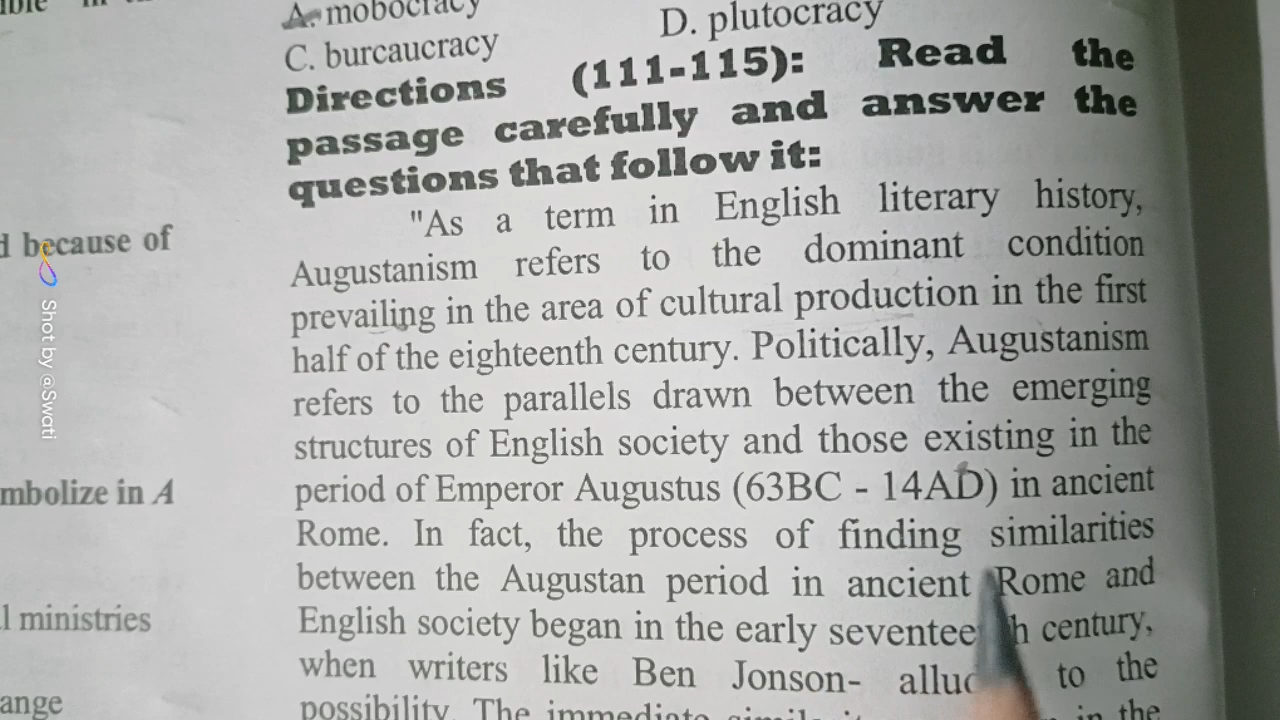 A. mobocracy
D. plutocracy
C. burcaucracy
Directions (111-115): Read the
passage carefully and answer the
questions that follow it:
"As a term in English literary history,
Augustanism refers to the dominant condition
prevailing in the area of cultural production in the first
half of the eighteenth century. Politically, Augustanism
refers to the parallels drawn between the emerging
structures of English society and those existing in the
period of Emperor Augustus (63BC - 14AD) in ancient
Rome. In fact, the process of finding similarities
between the Augustan period in ancient Rome and
English society began in the early century,
when writers like Ben Jonson- to the
possibility. The immediate in the
because of
mbolize in A
l ministries
ange
Shot by @Swati